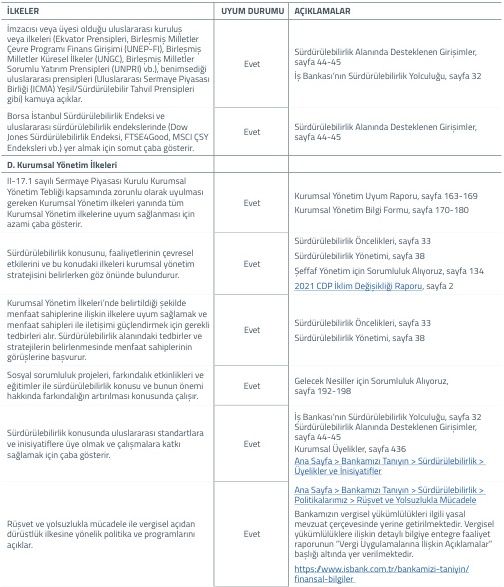 İLKELER UYUM DURUMU AÇIKLAMALAR
İmzacısı veya üyesi olduğu uluslararası kuruluş
veya ilkeleri (Ekvator Prensipleri, Birleşmiş Milletler
Çevre Programı Finans Girişimi (UNEP-FI), Birleşmiş
Milletler Küresel İlkeler (UNGC), Birleşmiş Milletler
Sorumlu Yatırım Prensipleri (UNPRI) vb.), benimsediği
uluslararası prensipleri (Uluslararası Sermaye Piyasası
Birliği (ICMA) Yeşil/Sürdürülebilir Tahvil Prensipleri
gibi) kamuya açıklar.
Evet
Sürdürülebilirlik Alanında Desteklenen Girişimler,
sayfa 44-45
İş Bankası'nın Sürdürülebilirlik Yolculuğu, sayfa 32
Borsa İstanbul Sürdürülebilirlik Endeksi ve
uluslararası sürdürülebilirlik endekslerinde (Dow
Jones Sürdürülebilirlik Endeksi, FTSE4Good, MSCI ÇSY
Endeksleri vb.) yer almak için somut çaba gösterir.
Evet
Sürdürülebilirlik Alanında Desteklenen Girişimler,
sayfa 44-45
D. Kurumsal Yönetim İlkeleri
II-17.1 sayılı Sermaye Piyasası Kurulu Kurumsal
Yönetim Tebliği kapsamında zorunlu olarak uyulması
gereken Kurumsal Yönetim ilkeleri yanında tüm
Kurumsal Yönetim ilkelerine uyum sağlanması için
azami çaba gösterir.
Evet
Kurumsal Yönetim Uyum Raporu, sayfa 163-169
Kurumsal Yönetim Bilgi Formu, sayfa 170-180
Sürdürülebilirlik konusunu, faaliyetlerinin çevresel
etkilerini ve bu konudaki ilkeleri kurumsal yönetim
stratejisini belirlerken göz önünde bulundurur.
Evet
Sürdürülebilirlik Öncelikleri, sayfa 33
Sürdürülebilirlik Yönetimi, sayfa 38
Şeffaf Yönetim için Sorumluluk Alıyoruz, sayfa 134
2021 CDP İklim Değişikliği Raporu, sayfa 2
Kurumsal Yönetim İlkeleri'nde belirtildiği şekilde
menfaat sahiplerine ilişkin ilkelere uyum sağlamak ve
menfaat sahipleri ile iletişimi güçlendirmek için gerekli
tedbirleri alır. Sürdürülebilirlik alanındaki tedbirler ve
stratejilerin belirlenmesinde menfaat sahiplerinin
görüşlerine başvurur.
Evet
Sürdürülebilirlik Öncelikleri, sayfa 33
Sürdürülebilirlik Yönetimi, sayfa 38
Sosyal sorumluluk projeleri, farkındalık etkinlikleri ve
eğitimler ile sürdürülebilirlik konusu ve bunun önemi
hakkında farkındalığın artırılması konusunda çalışır.
Evet
Gelecek Nesiller için Sorumluluk Alıyoruz,
sayfa 192-198
Sürdürülebilirlik konusunda uluslararası standartlara
ve inisiyatiflere üye olmak ve çalışmalara katkı
sağlamak için çaba gösterir.
Evet
İş Bankası'nın Sürdürülebilirlik Yolculuğu, sayfa 32
Sürdürülebilirlik Alanında Desteklenen Girişimler,
sayfa 44-45
Kurumsal Üyelikler, sayfa 436
Ana Sayfa > Bankamızı Tanıyın > Sürdürülebilirlik >
Üyelikler ve İnisiyatifler
Rüşvet ve yolsuzlukla mücadele ile vergisel açıdan
dürüstlük ilkesine yönelik politika ve programlarını
açıklar.
Evet
Ana Sayfa > Bankamızı Tanıyın > Sürdürülebilirlik >
Politikalarımız > Rüşvet ve Yolsuzlukla Mücadele
Bankamızın vergisel yükümlülükleri ilgili yasal
mevzuat çerçevesinde yerine getirilmektedir. Vergisel
yükümlülüklere ilişkin detaylı bilgiye entegre faaliyet
raporunun "Vergi Uygulamalarına İlişkin Açıklamalar"
başlığı altında yer verilmektedir.
https://www.isbank.com.tr/bankamizi-taniyin/
finansal-bilgiler